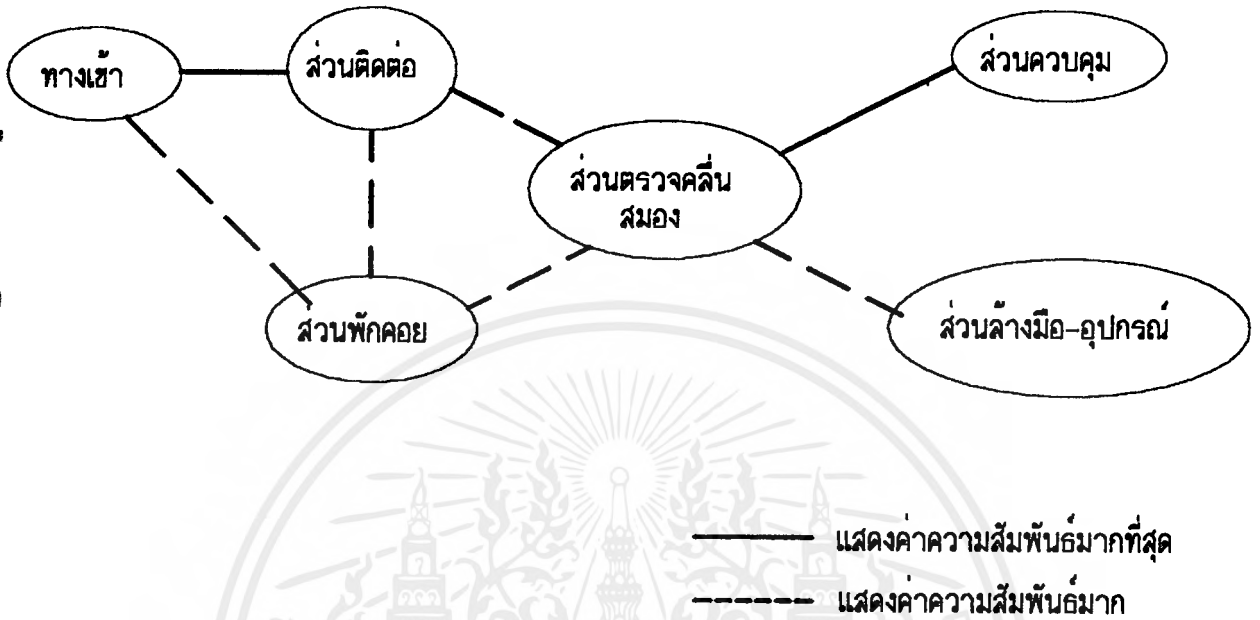 ทางเข้า
ส่วนติดต่อ
ส่วนควบคุม
ส่วนตรวจคลื่น
สมอง
ส่วนพักคอย
ส่วนล้างมือ-อุปกรณ์
แสดงค่าความสัมพันธ์มากที่สุด
แสดงค่าความสัมพันธ์มาก